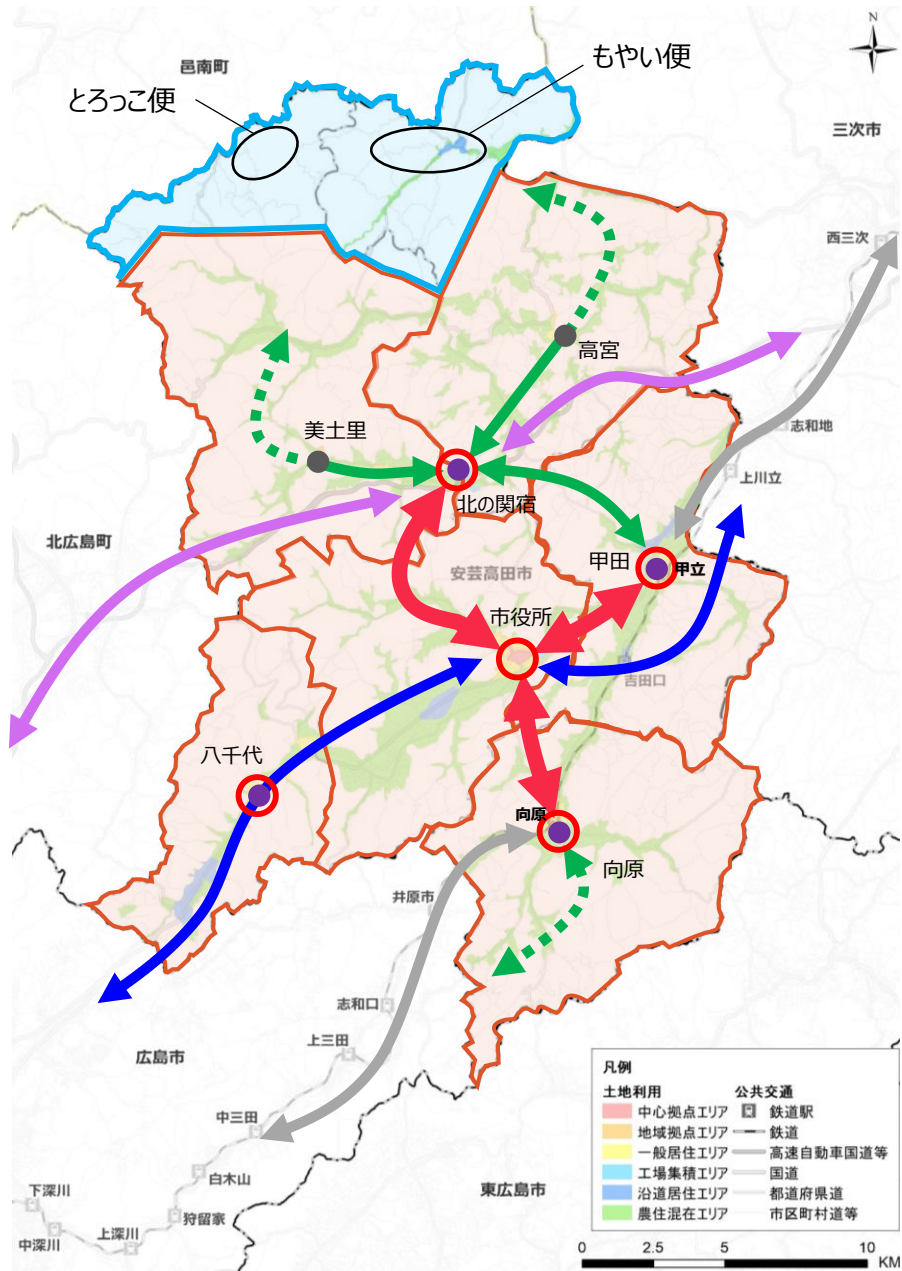 N
もやい便
邑南町
とろっこ便
三次市
西三次
高宮
志和地
美土里
上川立
北の関宿
北広島町
甲田
甲立
安芸高田市
市役所
吉田口
八千代
向原
向原
井原市
志和口
広島市
上三田
中三田
白木山
東広島市
下深川
狩留家
中深川
上深川
凡例
土地利用 公共交通
中心拠点エリア 鉄道駅
地域拠点エリア 鉄道
一般居住エリア 高速自動車国道等
工場集積エリア 国道
沿道居住エリア 都道府県道
農住混在エリア 市区町村道等
0 2.5 5 10
KM